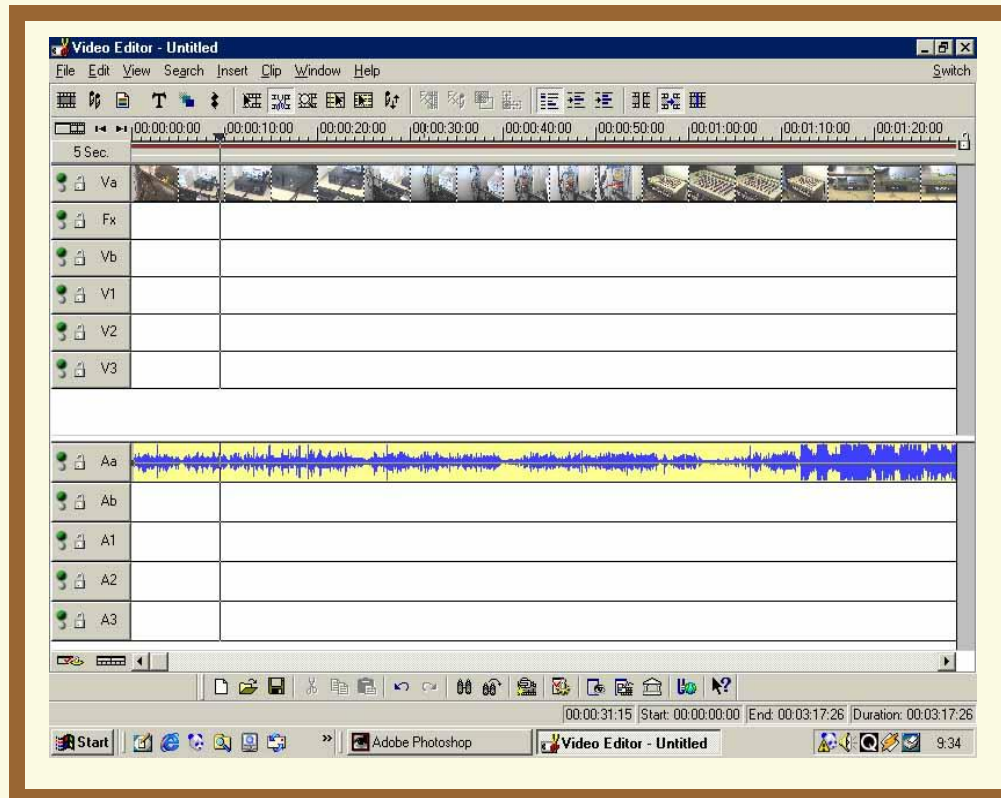 Video Editor - Untitled
File Edit View Search Insert Clip Window Help Switch
T
00:00:00:00 00:00:10:00 00:00:20:00 00:00:30:00 00:00:40:00 00:00:50:00 00:01:00:00 00:01:10:00 00:01:20:00
5 Sec.
Va
Fx
Vb
V1
V2
V3
Aa
Ab
A1
A2
A3
00:00:31:15 Start: 00:00:00:00 End: 00:03:17:26 Duration: 00:03:17:26
Start » Adobe Photoshop Video Editor - Untitled 9:34